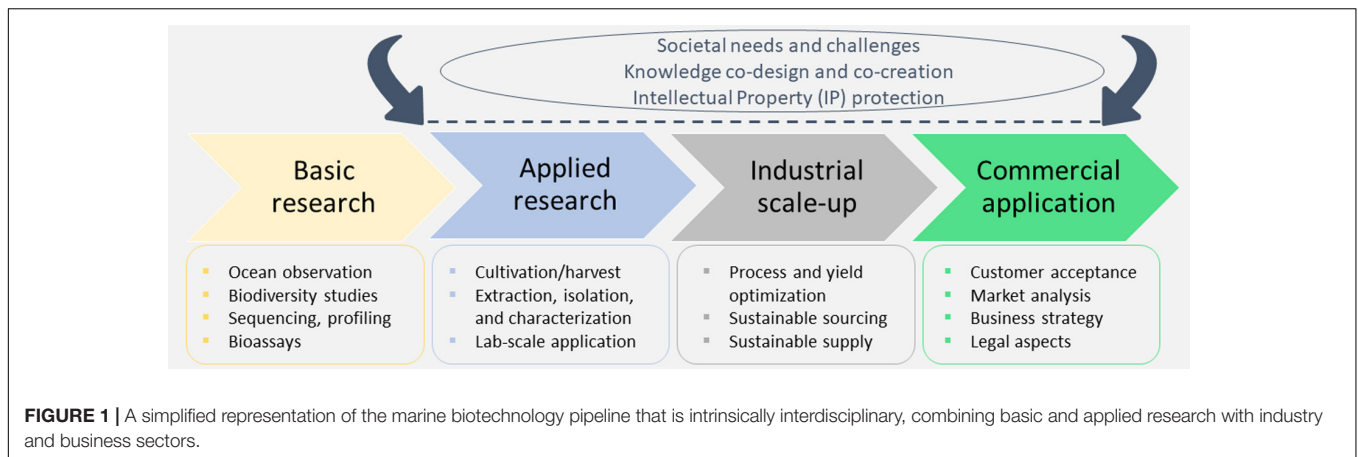 Societal needs and challenges
Knowledge co-design and co-creation
Intellectual Property (IP) protection
Basic
research
Applied
research
Industrial
scale-up
Commercial
application
▪ Ocean observation
▪ Biodiversity studies
▪ Sequencing, profiling
▪ Bioassays
▪ Cultivation/harvest
▪ Extraction, isolation,
and characterization
▪ Lab-scale application
▪ Process and yield
optimization
▪ Sustainable sourcing
▪ Sustainable supply
▪ Customer acceptance
▪ Market analysis
▪ Business strategy
▪ Legal aspects
FIGURE 1 | A simplified representation of the marine biotechnology pipeline that is intrinsically interdisciplinary, combining basic and applied research with industry
and business sectors.